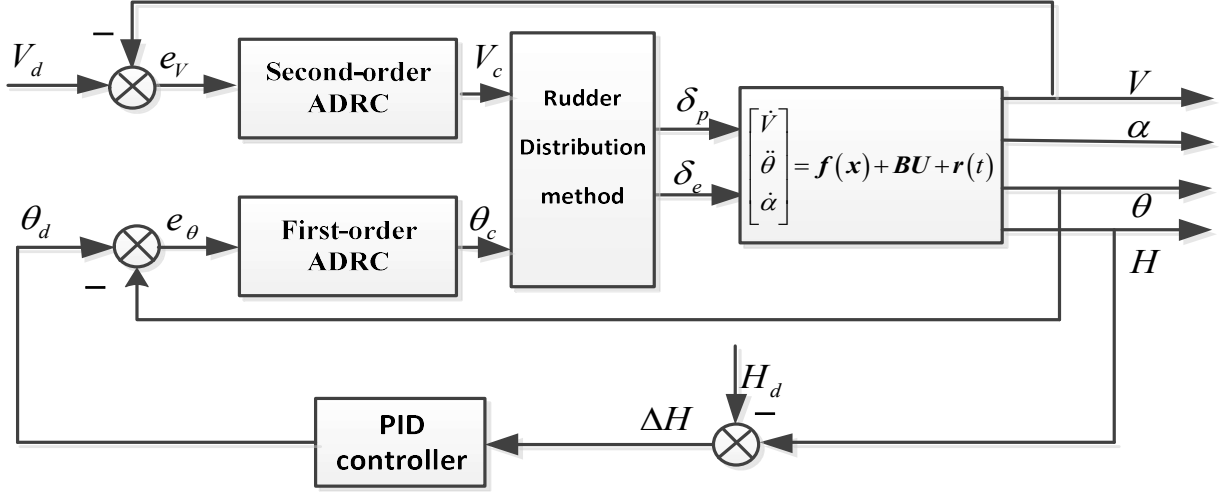 −
V_d
e_V
Second-order
ADRC
V_c
Rudder
Distribution
method
δ_p
δ_e
[V̇ θ̈ α̇] = f(x)+BU+r(t)
V
α
θ
H
θ_d
−
e_θ
First-order
ADRC
θ_c
H_d
−
ΔH
PID
controller